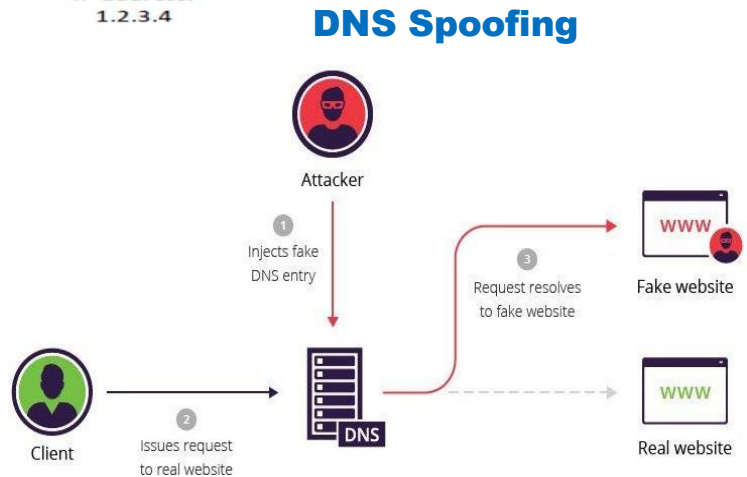 1.2.3.4
DNS Spoofing
Attacker
1
Injects fake
DNS entry
www
3
Request resolves
to fake website
Fake website
DNS
www
Real website
Client
2
Issues request
to real website